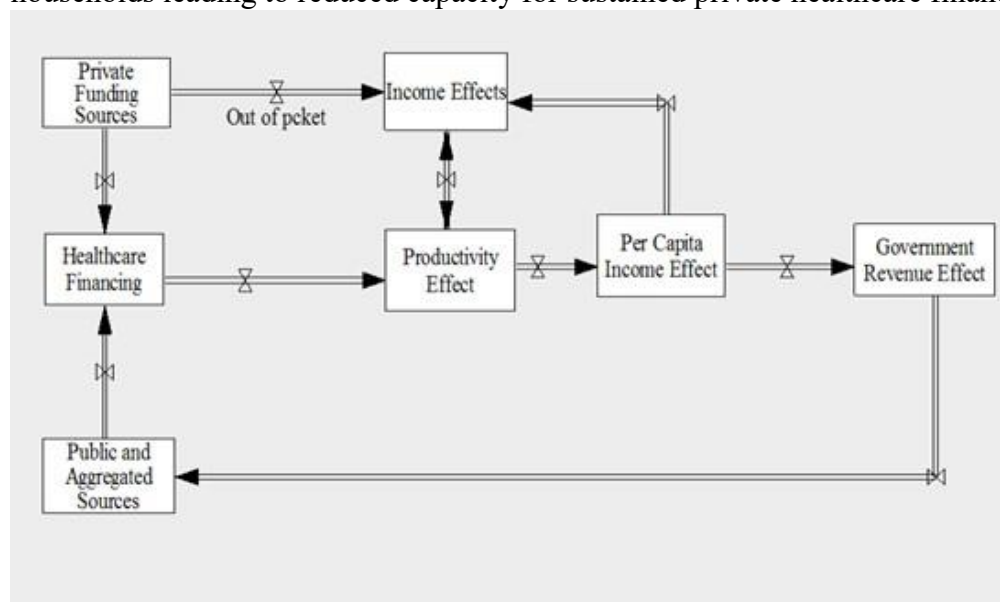 households leading to reduced capacity for sustained private healthcare
Private
Funding
Sources
Out of pcket
Income Effects
Healthcare
Financing
Productivity
Effect
Per Capita
Income Effect
Government
Revenue Effect
Public and
Aggregated
Sources